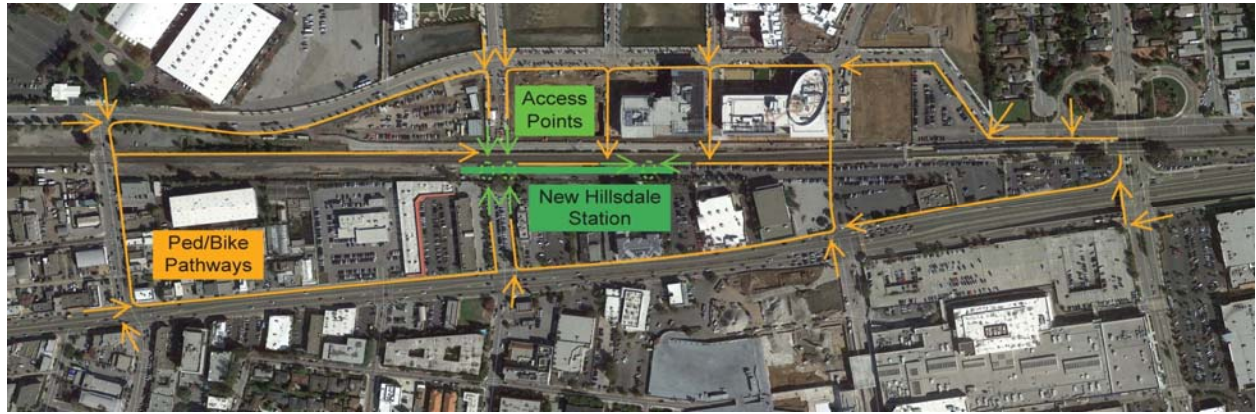 Access
Points
New Hillsdale
Station
Ped/Bike
Pathways